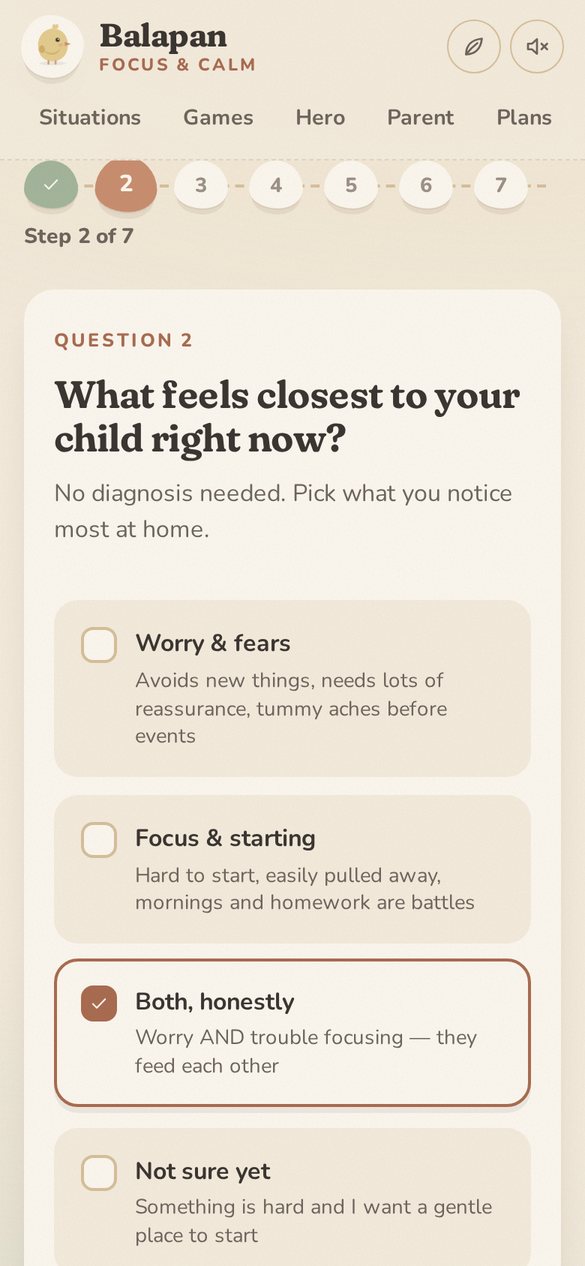 Balapan
FOCUS & CALM
Situations Games Hero Parent Plans
2 3 4 5 6 7
Step 2 of 7
QUESTION 2
What feels closest to your
child right now?
No diagnosis needed. Pick what you notice
most at home.
Worry & fears
Avoids new things, needs lots of
reassurance, tummy aches before
events
Focus & starting
Hard to start, easily pulled away,
mornings and homework are battles
Both, honestly
Worry AND trouble focusing — they
feed each other
Not sure yet
Something is hard and I want a gentle
place to start